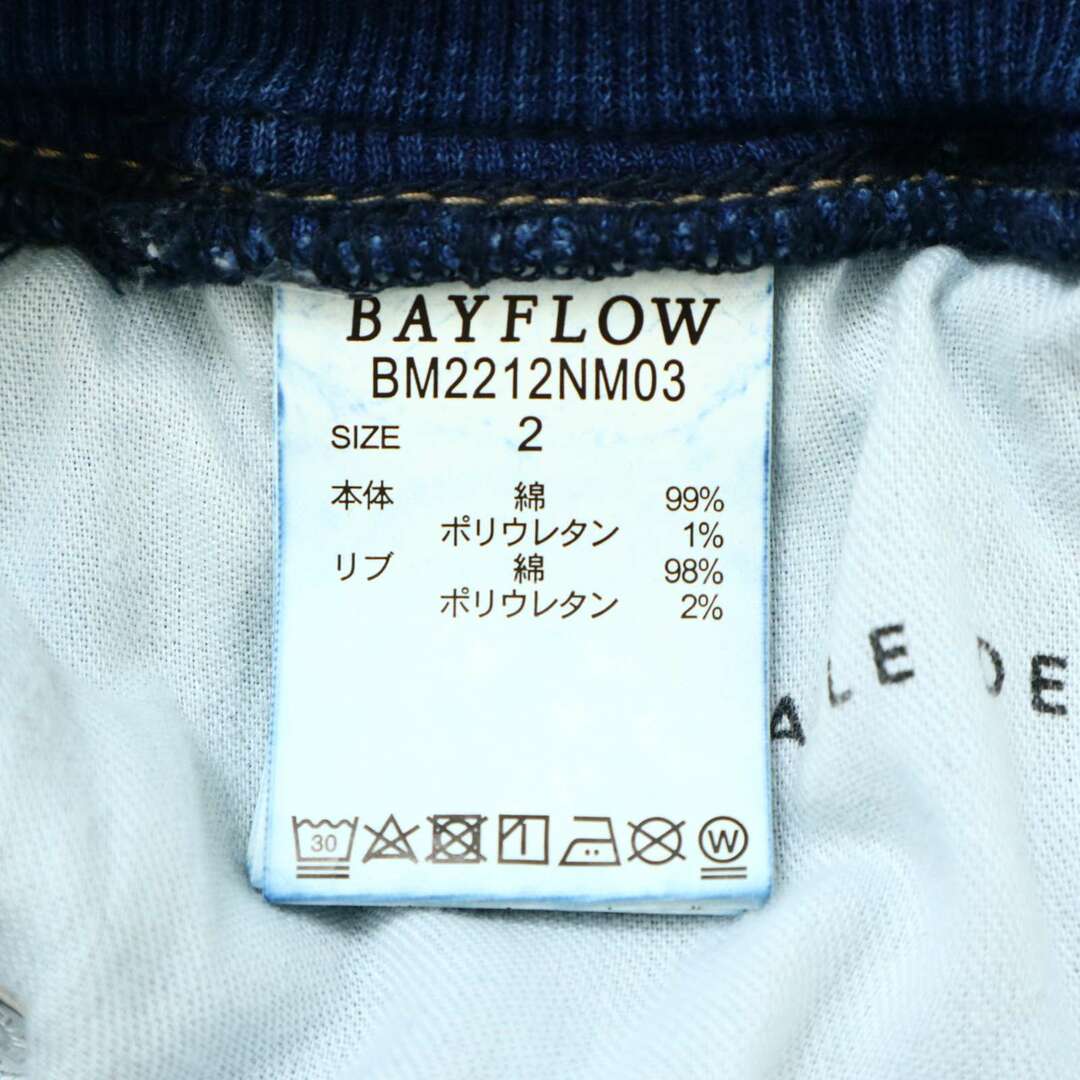 BAYFLOW
BM2212NM03
SIZE 2
本体 綿 99%
ポリウレタン 1%
リブ 綿 98%
ポリウレタン 2%
ALE DE
30
W